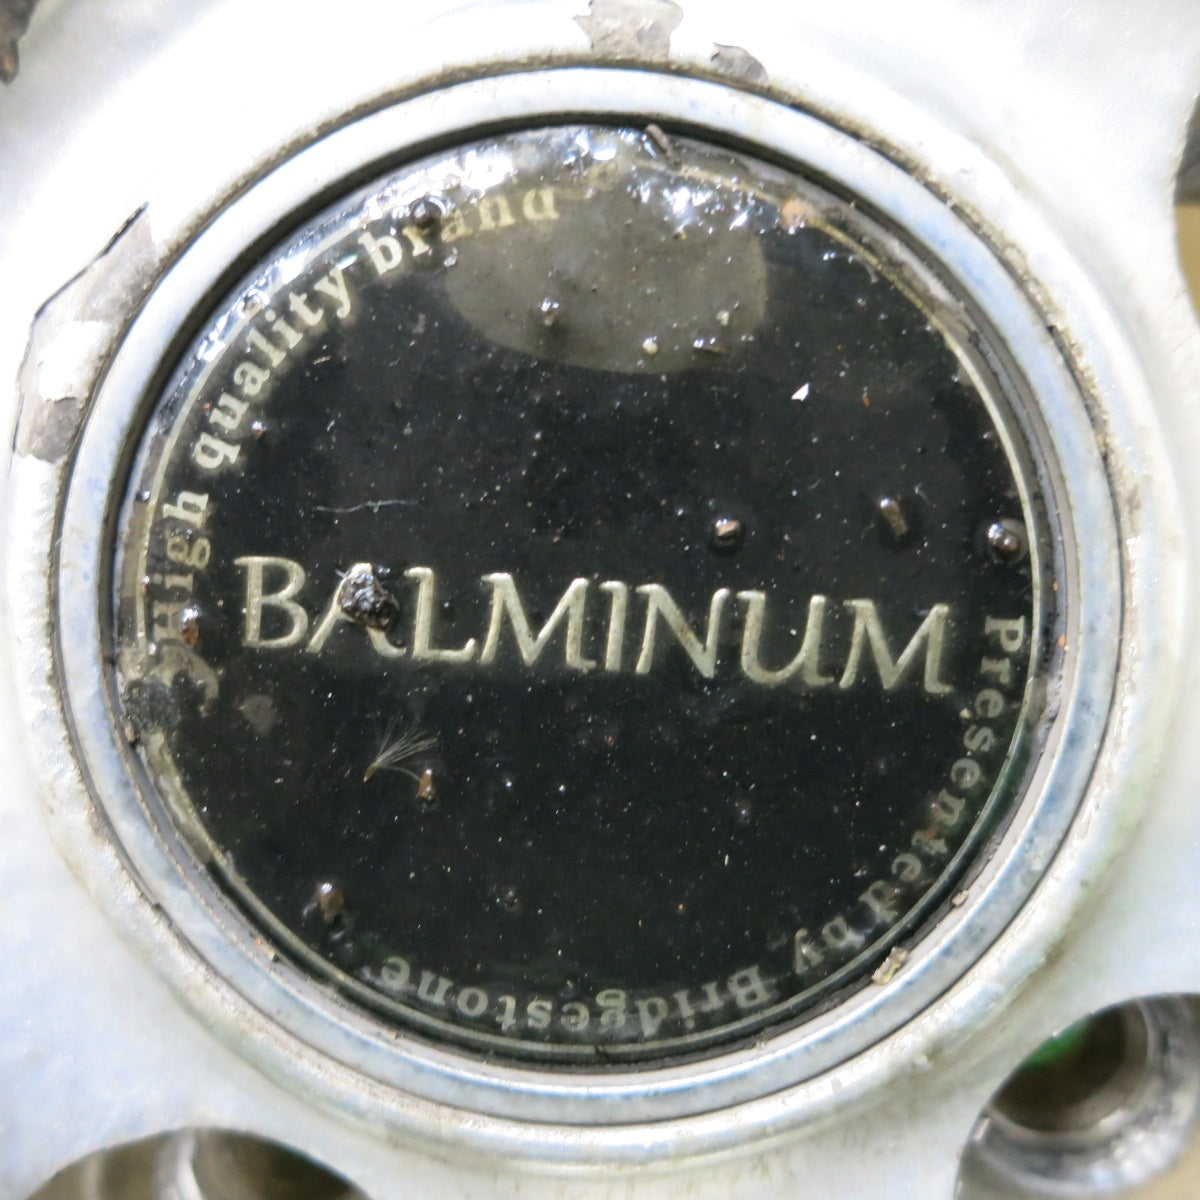 High quality brand
BALMINUM
Presented by Bridgestone